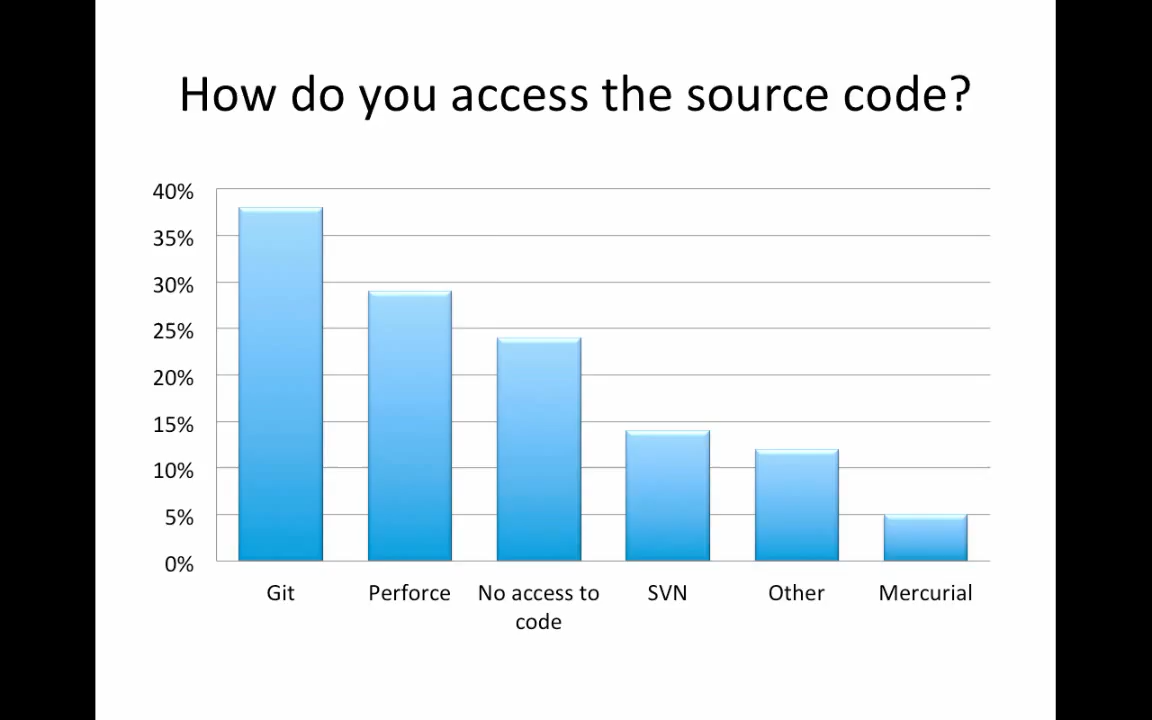 How do you access the source code?
40%
35%
30%
25%
20%
15%
10%
5%
0%
Git
Perforce
No access to
code
SVN
Other
Mercurial